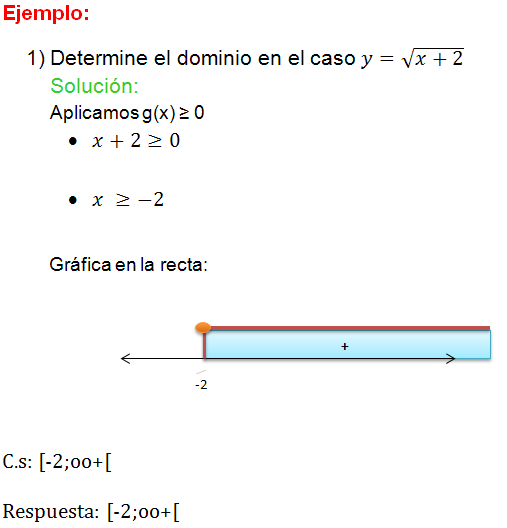 Ejemplo:
1) Determine el dominio en el caso y = √x + 2
Solución:
Aplicamos g(x) ≥ 0
• x + 2 ≥ 0
• x ≥ −2
Gráfica en la recta:
+
-2
C.s: [-2;oo+[
Respuesta: [-2;oo+[